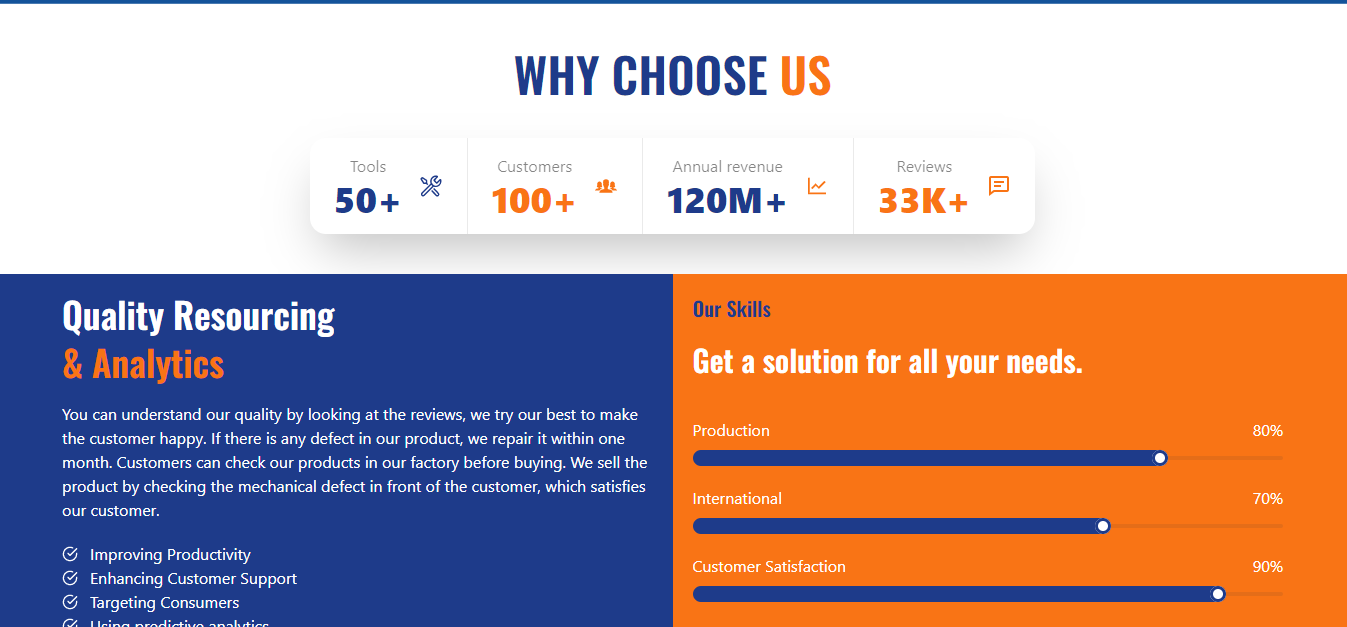 WHY CHOOSE US
Tools
50+
Customers
100+
Annual revenue
120M+
Reviews
33K+
Quality Resourcing
& Analytics
You can understand our quality by looking at the reviews, we try our best to make
the customer happy. If there is any defect in our product, we repair it within one
month. Customers can check our products in our factory before buying. We sell the
product by checking the mechanical defect in front of the customer, which satisfies
our customer.
Improving Productivity
Enhancing Customer Support
Targeting Consumers
Using predictive analytics
Our Skills
Get a solution for all your needs.
Production 80%
International 70%
Customer Satisfaction 90%